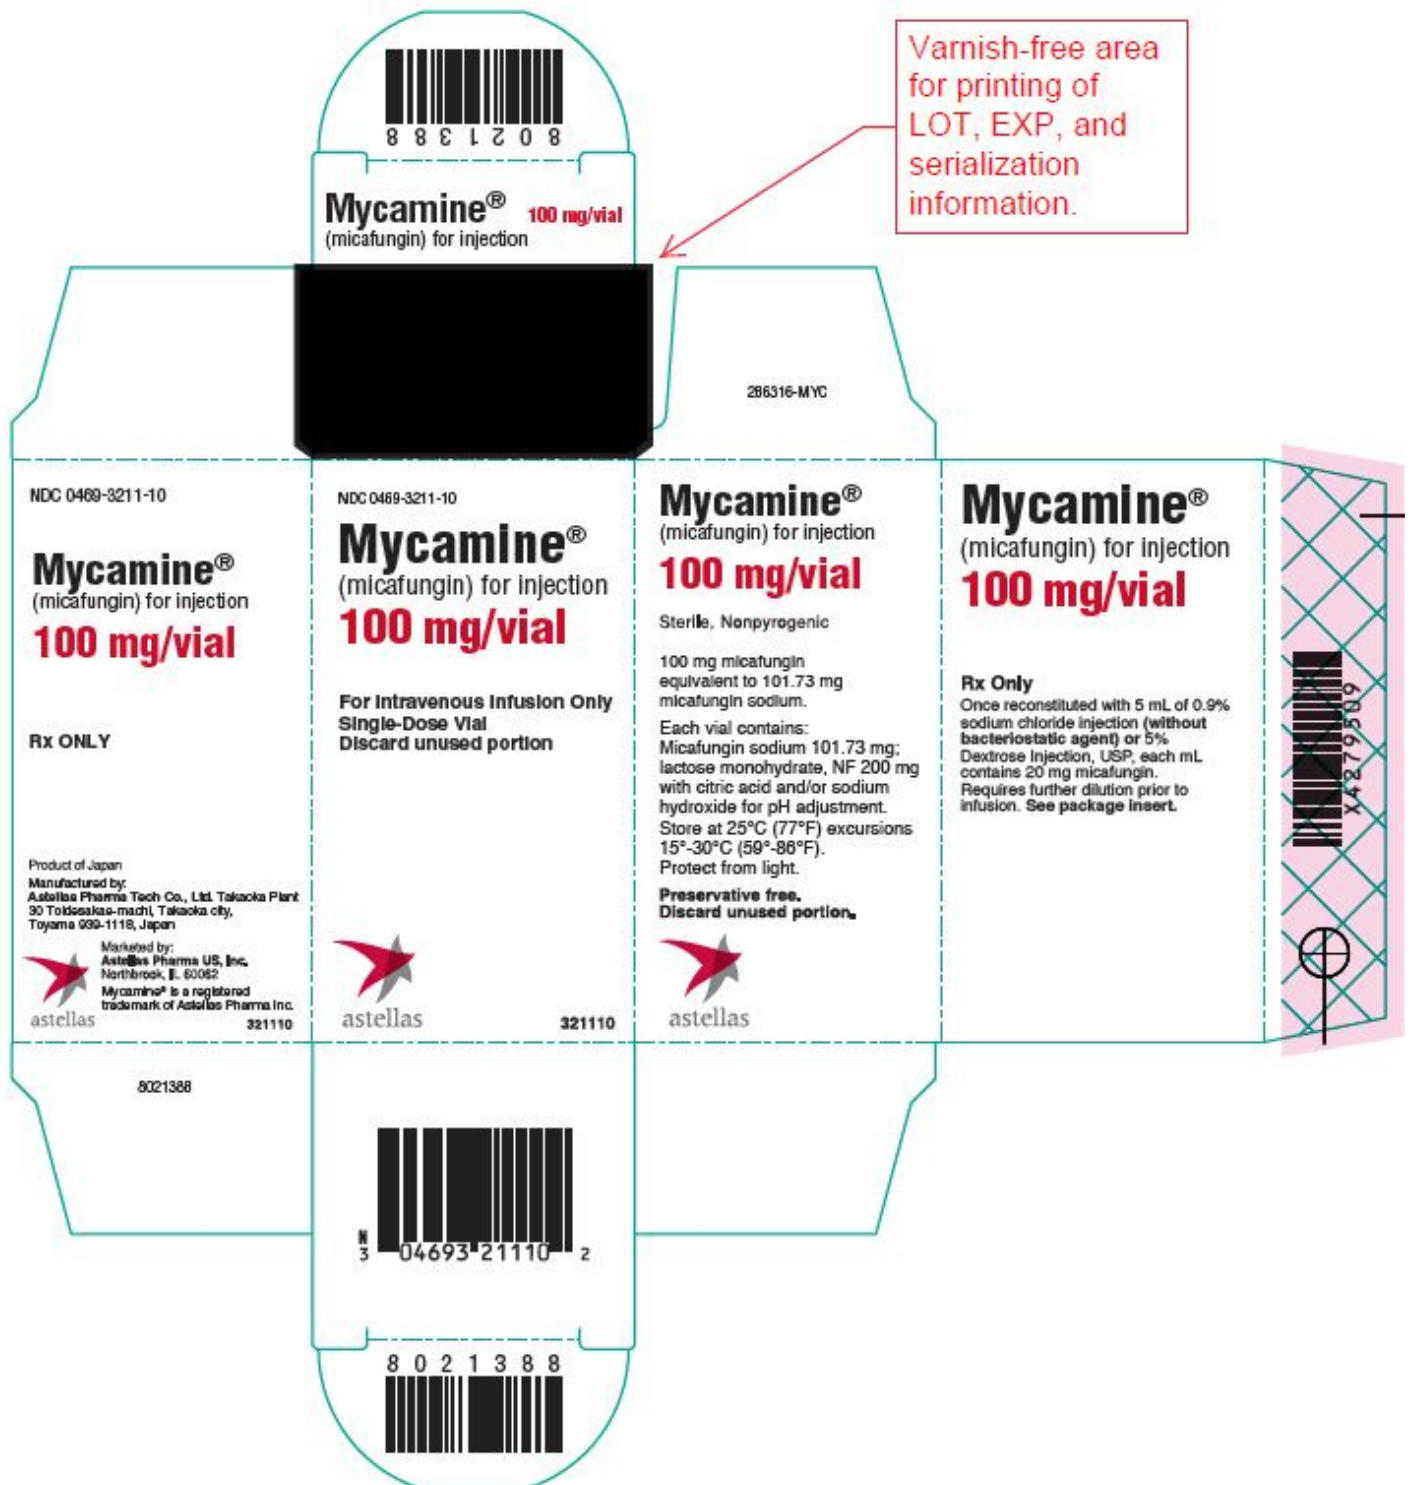 8021388
Varnish-free area
for printing of
LOT, EXP, and
serialization
information.
Mycamine® 100 mg/vial
(micafungin) for injection
286316-MYC
NDC 0469-3211-10
Mycamine®
(micafungin) for injection
100 mg/vial
Rx ONLY
Product of Japan
Manufactured by:
Astellas Pharma Tech Co., Ltd. Takaoka Plant
30 Toidesakae-machi, Takaoka city,
Toyama 939-1118, Japan
Marketed by:
Astellas Pharma US, Inc.
Northbrook, IL 60062
Mycamine® is a registered
trademark of Astellas Pharma Inc.
astellas
321110
NDC 0469-3211-10
Mycamine®
(micafungin) for injection
100 mg/vial
For Intravenous Infusion Only
Single-Dose Vial
Discard unused portion
astellas
321110
Mycamine®
(micafungin) for injection
100 mg/vial
Sterile, Nonpyrogenic
100 mg micafungin
equivalent to 101.73 mg
micafungin sodium.
Each vial contains:
Micafungin sodium 101.73 mg;
lactose monohydrate, NF 200 mg
with citric acid and/or sodium
hydroxide for pH adjustment.
Store at 25°C (77°F) excursions
15°-30°C (59°-86°F).
Protect from light.
Preservative free.
Discard unused portion.
astellas
Mycamine®
(micafungin) for injection
100 mg/vial
Rx Only
Once reconstituted with 5 mL of 0.9%
sodium chloride injection (without
bacteriostatic agent) or 5%
Dextrose Injection, USP, each mL
contains 20 mg micafungin.
Requires further dilution prior to
infusion. See package insert.
X42795509
8021388
N
3 04693 21110 2
8021388